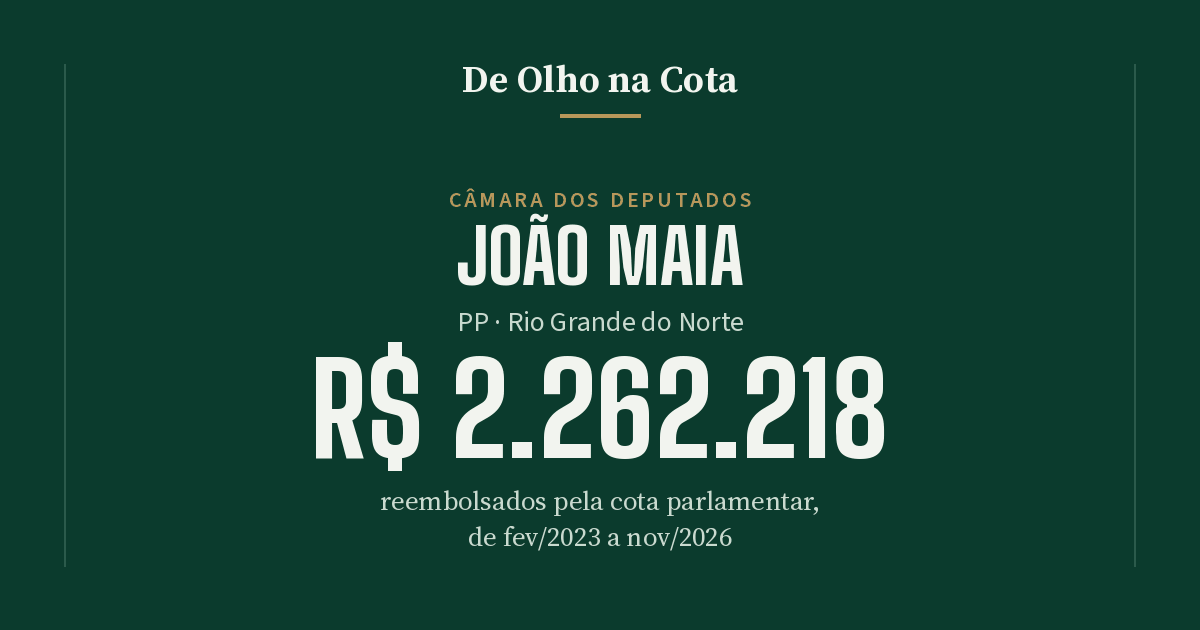 De Olho na Cota
CÂMARA DOS DEPUTADOS
JOÃO MAIA
PP · Rio Grande do Norte
R$ 2.262.218
reembolsados pela cota parlamentar,
de fev/2023 a nov/2026